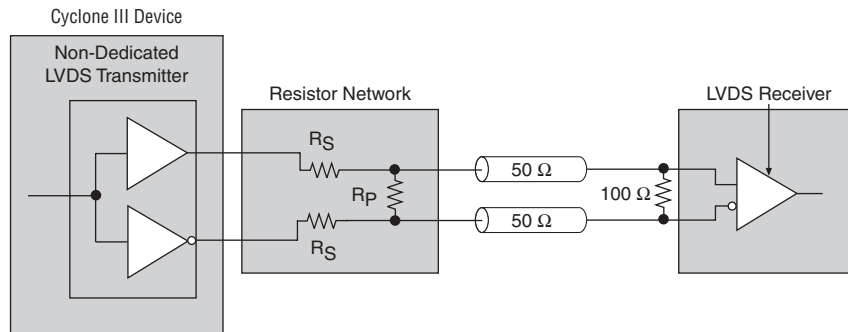 Cyclone III Device
Non-Dedicated
LVDS Transmitter
Resistor Network
LVDS Receiver
RS
50 Ω
RP
100 Ω
50 Ω
RS